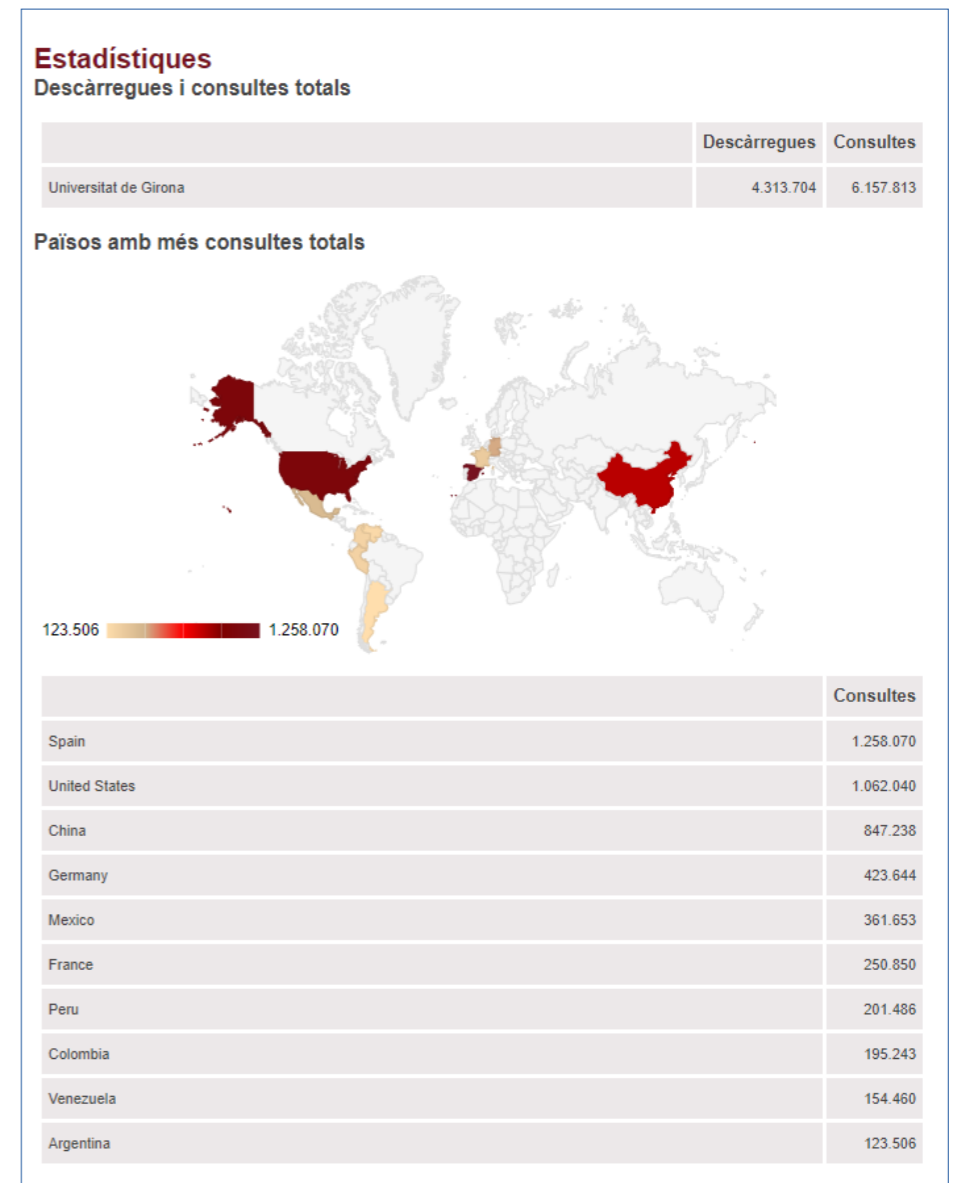 Estadístiques
Descàrregues i consultes totals
Descàrregues Consultes
Universitat de Girona 4.313.704 6.157.813
Països amb més consultes totals
123.506 1.258.070
Consultes
Spain 1.258.070
United States 1.062.040
China 847.238
Germany 423.644
Mexico 361.653
France 250.850
Peru 201.486
Colombia 195.243
Venezuela 154.460
Argentina 123.506